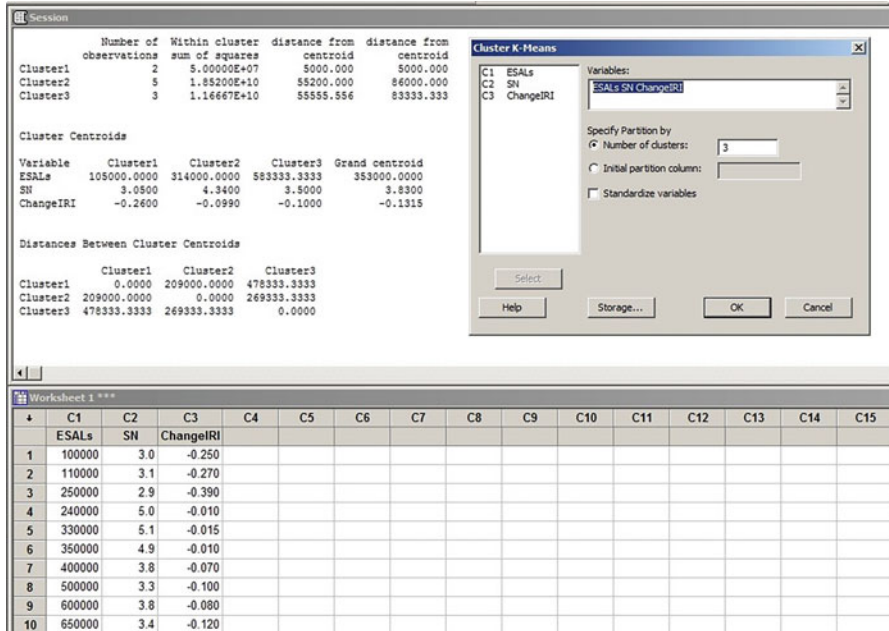 Session
Number of Within cluster distance from distance from
observations sum of squares centroid centroid
Cluster1 2 5.00000E+07 5000.000 5000.000
Cluster2 5 1.85200E+10 55200.000 86000.000
Cluster3 3 1.16667E+10 55555.556 83333.333
Cluster Centroids
Variable Cluster1 Cluster2 Cluster3 Grand centroid
ESALs 105000.0000 314000.0000 583333.3333 353000.0000
SN 3.0500 4.3400 3.5000 3.8300
ChangeIRI -0.2600 -0.0990 -0.1000 -0.1315
Distances Between Cluster Centroids
Cluster1 Cluster2 Cluster3
Cluster1 0.0000 209000.0000 478333.3333
Cluster2 209000.0000 0.0000 269333.3333
Cluster3 478333.3333 269333.3333 0.0000
Cluster K-Means
C1 ESALs
C2 SN
C3 ChangeIRI
Variables:
ESALs SN ChangeIRI
Specify Partition by
Number of clusters: 3
Initial partition column:
Standardize variables
Select
Help Storage... OK Cancel
Worksheet 1 ***
C1 C2 C3 C4 C5 C6 C7 C8 C9 C10 C11 C12 C13 C14 C15
ESALs SN ChangeIRI
1 100000 3.0 -0.250
2 110000 3.1 -0.270
3 250000 2.9 -0.390
4 240000 5.0 -0.010
5 330000 5.1 -0.015
6 350000 4.9 -0.010
7 400000 3.8 -0.070
8 500000 3.3 -0.100
9 600000 3.8 -0.080
10 650000 3.4 -0.120